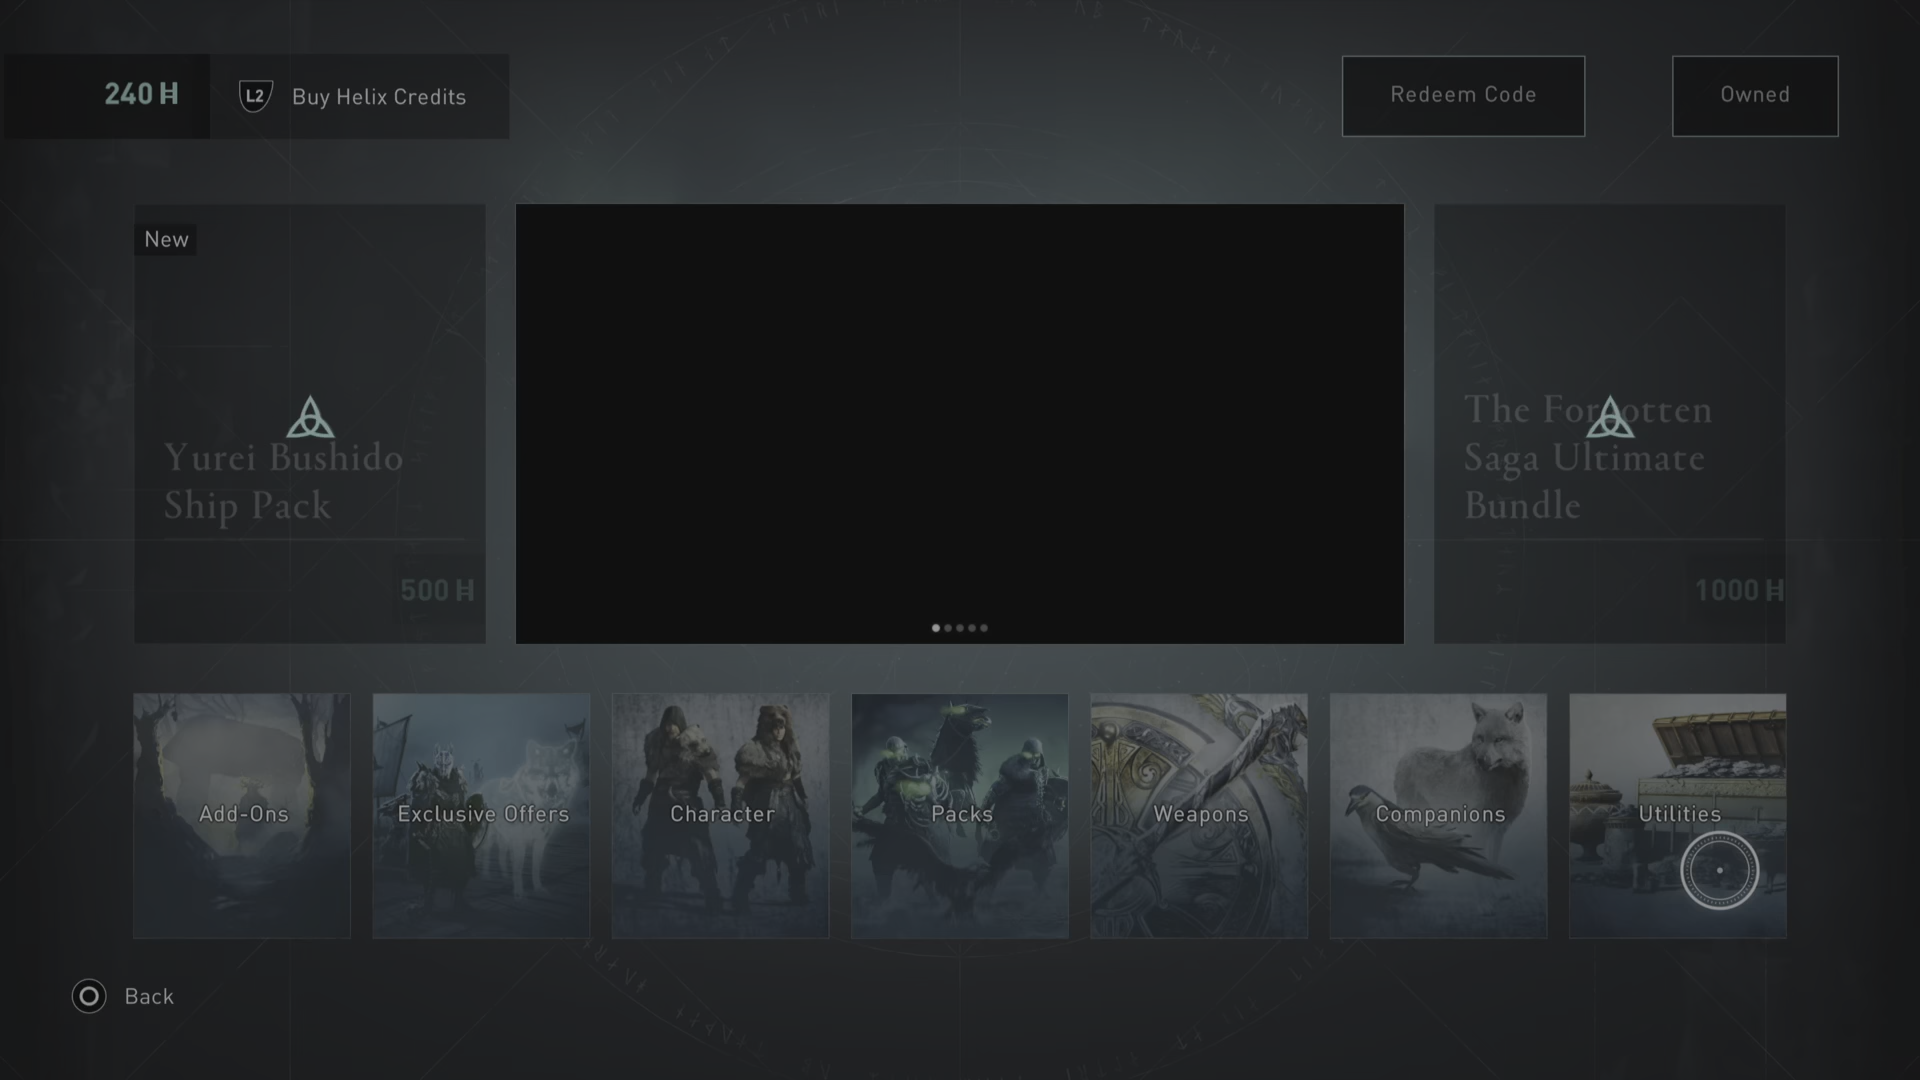 240 H
L2 Buy Helix Credits
Redeem Code
Owned
New
Yurei Bushido
Ship Pack
500 H
The Forgotten
Saga Ultimate
Bundle
1000 H
Add-Ons
Exclusive Offers
Character
Packs
Weapons
Companions
Utilities
Back